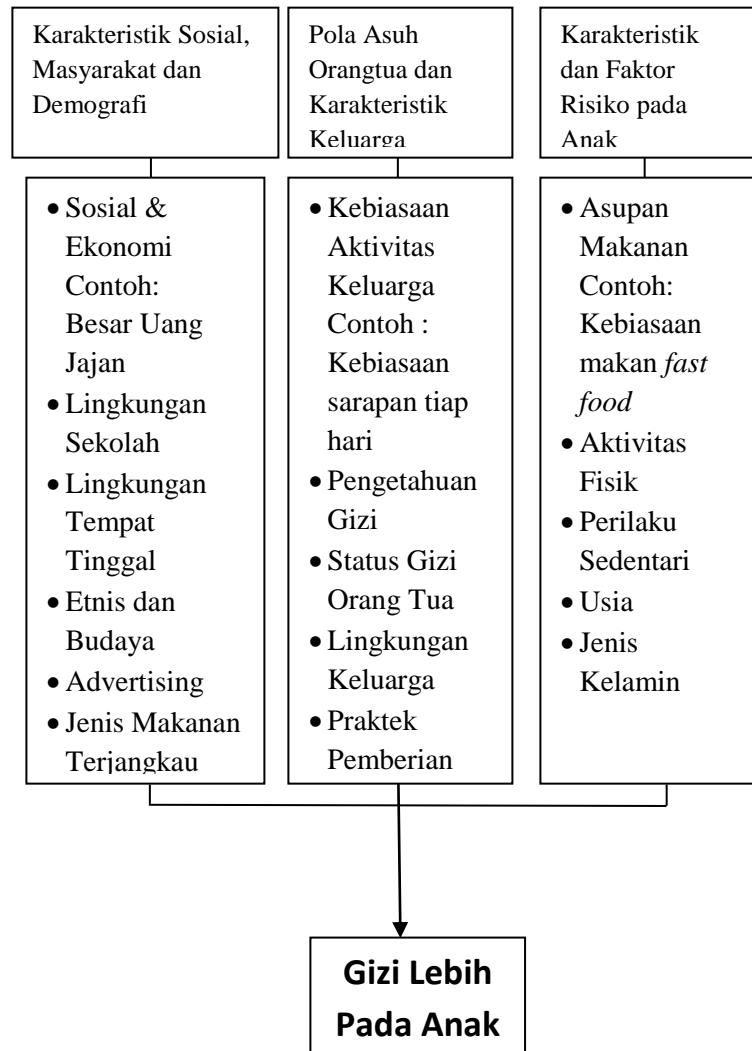 Karakteristik Sosial,
Masyarakat dan
Demografi
Pola Asuh
Orangtua dan
Karakteristik
Keluarga
Karakteristik
dan Faktor
Risiko pada
Anak
• Sosial &
Ekonomi
Contoh:
Besar Uang
Jajan
• Lingkungan
Sekolah
• Lingkungan
Tempat
Tinggal
• Etnis dan
Budaya
• Advertising
• Jenis Makanan
Terjangkau
• Kebiasaan
Aktivitas
Keluarga
Contoh :
Kebiasaan
sarapan tiap
hari
• Pengetahuan
Gizi
• Status Gizi
Orang Tua
• Lingkungan
Keluarga
• Praktek
Pemberian
• Asupan
Makanan
Contoh:
Kebiasaan
makan fast
food
• Aktivitas
Fisik
• Perilaku
Sedentari
• Usia
• Jenis
Kelamin
Gizi Lebih
Pada Anak